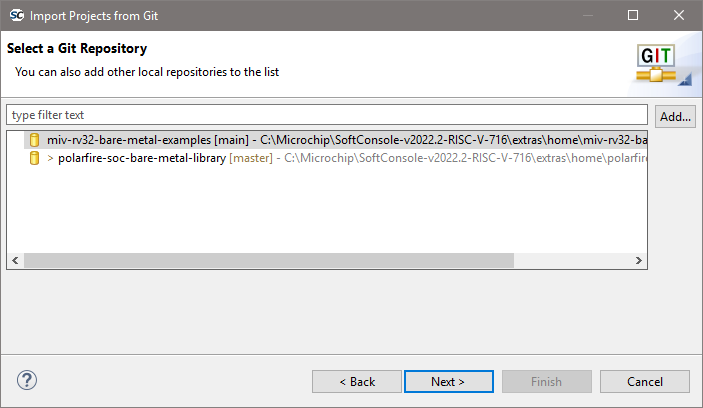 SC Import Projects from Git
Select a Git Repository
You can also add other local repositories to the list
GIT
type filter text
Add...
miv-rv32-bare-metal-examples [main] - C:\Microchip\SoftConsole-v2022.2-RISC-V-716\extras\home\miv-rv32-ba
> polarfire-soc-bare-metal-library [master] - C:\Microchip\SoftConsole-v2022.2-RISC-V-716\extras\home\polarfire
?
< Back
Next >
Finish
Cancel